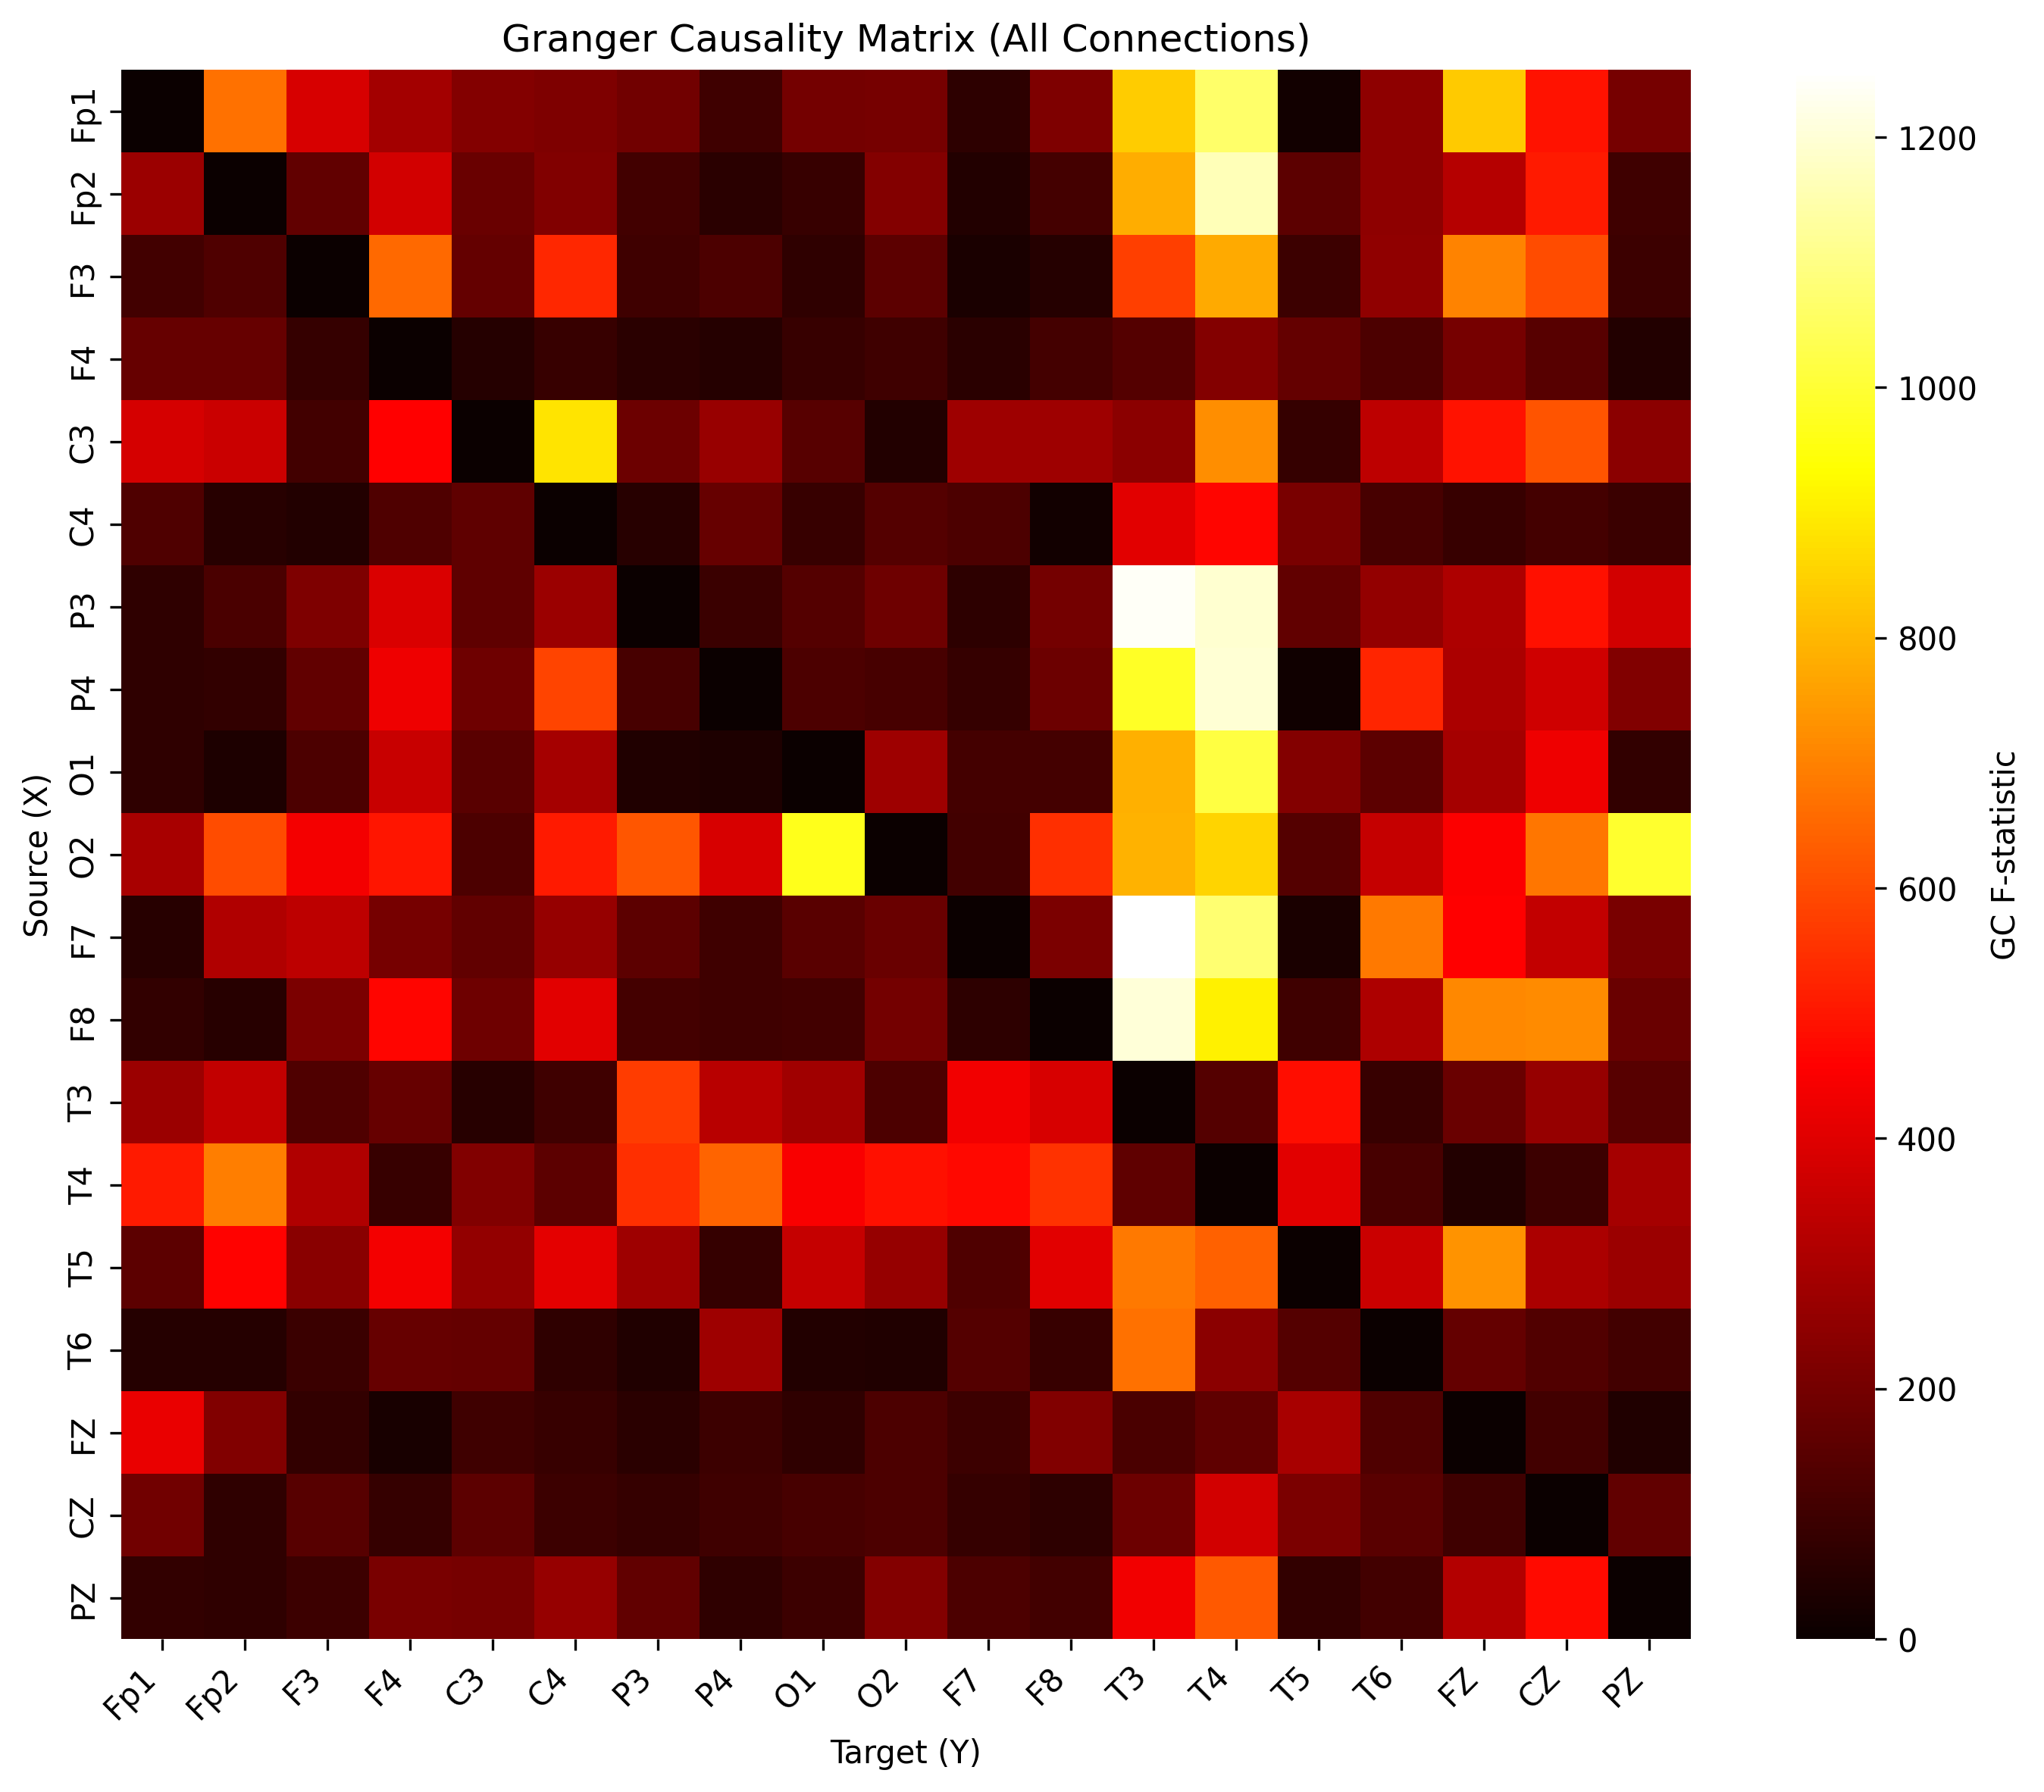 Granger Causality Matrix (All Connections)
Fp1
Fp2
F3
F4
C3
C4
P3
P4
O1
O2
F7
F8
T3
T4
T5
T6
FZ
CZ
PZ
Source (X)
Fp1 Fp2 F3 F4 C3 C4 P3 P4 O1 O2 F7 F8 T3 T4 T5 T6 FZ CZ PZ
Target (Y)
1200
1000
800
600
400
200
0
GC F-statistic